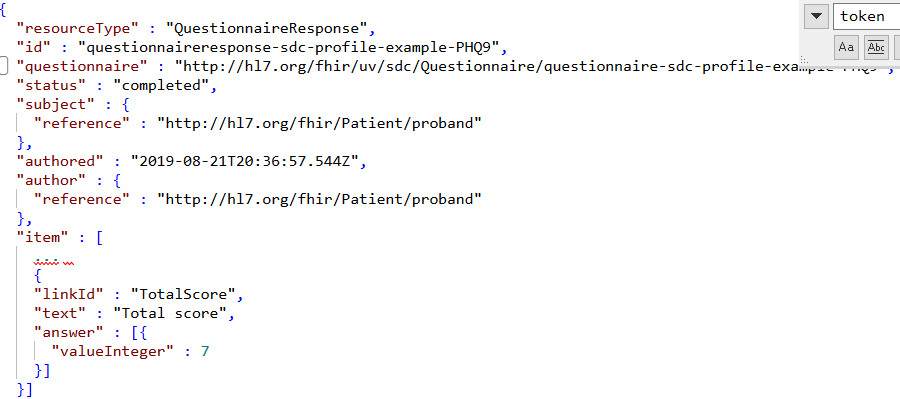 {
"resourceType" : "QuestionnaireResponse",
"id" : "questionnaireresponse-sdc-profile-example-PHQ9",
"questionnaire" : "http://hl7.org/fhir/uv/sdc/Questionnaire/questionnaire-sdc-profile-example-PHQ9",
"status" : "completed",
"subject" : {
"reference" : "http://hl7.org/fhir/Patient/proband"
},
"authored" : "2019-08-21T20:36:57.544Z",
"author" : {
"reference" : "http://hl7.org/fhir/Patient/proband"
},
"item" : [
...
{
"linkId" : "TotalScore",
"text" : "Total score",
"answer" : [{
"valueInteger" : 7
}]
}]
token
Aa Abc